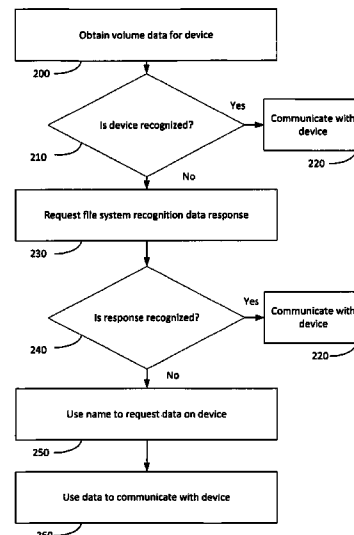 Obtain volume data for device
200
Is device recognized?
Yes
Communicate with
device
210
220
No
Request file system recognition data response
230
Is response recognized?
Yes
Communicate with
device
240
220
No
Use name to request data on device
250
Use data to communicate with device
260